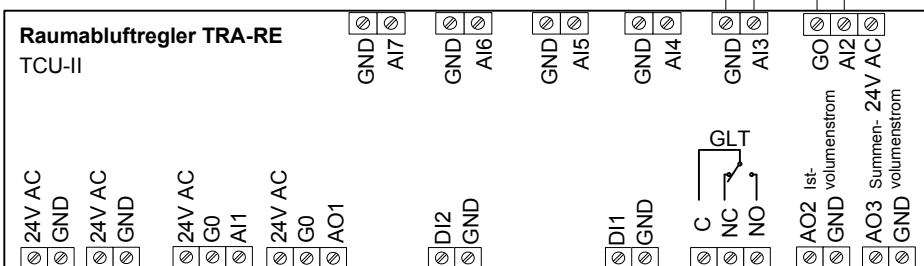 Raumabluftregler TRA-RE
TCU-II
GND
AI7
GND
AI6
GND
AI5
GND
AI4
GND
AI3
GO
AI2
24V AC
GLT
C
NC
NO
24V AC
GND
24V AC
GND
24V AC
G0
AI1
24V AC
G0
AO1
DI2
GND
DI1
GND
AO2 Ist-
GND volumenstrom
AO3 Summen-
GND volumenstrom